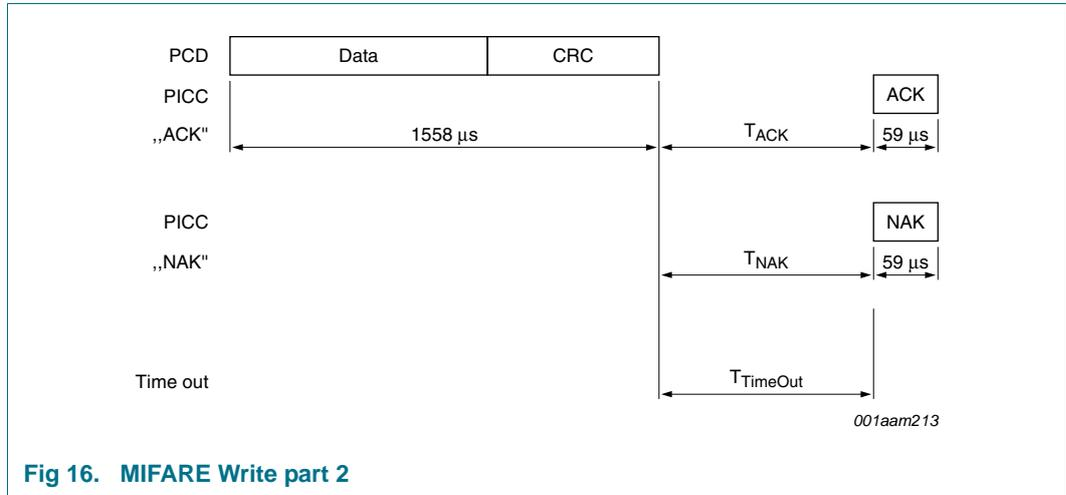 PCD Data CRC
PICC ACK
,,ACK" 1558 μs TACK 59 μs
PICC NAK
,,NAK" TNAK 59 μs
Time out TTimeOut
001aam213
Fig 16. MIFARE Write part 2